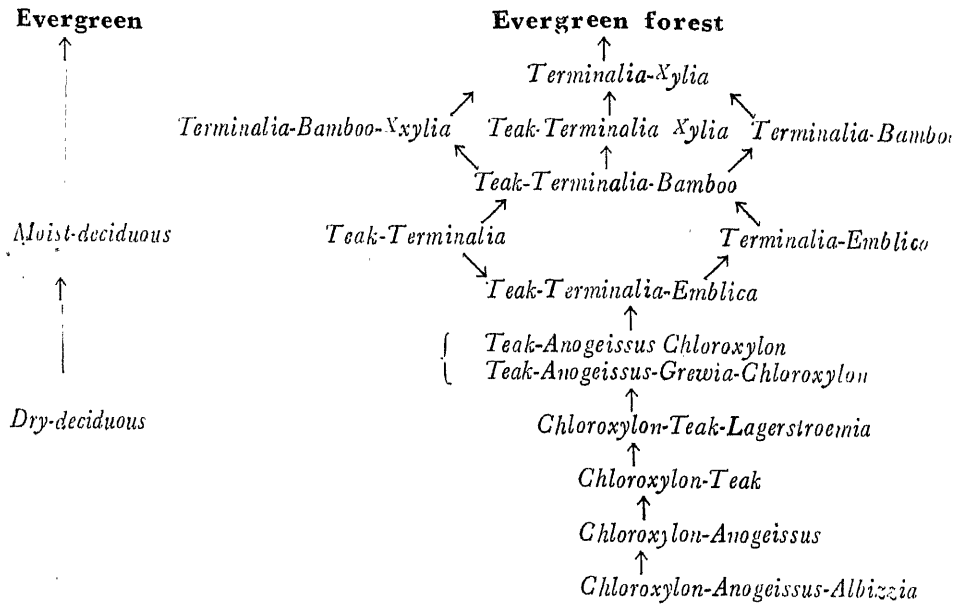 Evergreen Evergreen forest
Terminalia-Xylia
Terminalia-Bamboo-Xxylia Teak-Terminalia Xylia Terminalia-Bamboo
Teak-Terminalia-Bamboo
Moist-deciduous Teak-Terminalia Terminalia-Emblica
Teak-Terminalia-Emblica
Teak-Anogeissus Chloroxylon
Teak-Anogeissus-Grewia-Chloroxylon
Dry-deciduous Chloroxylon-Teak-Lagerstroemia
Chloroxylon-Teak
Chloroxylon-Anogeissus
Chloroxylon-Anogeissus-Albizzia